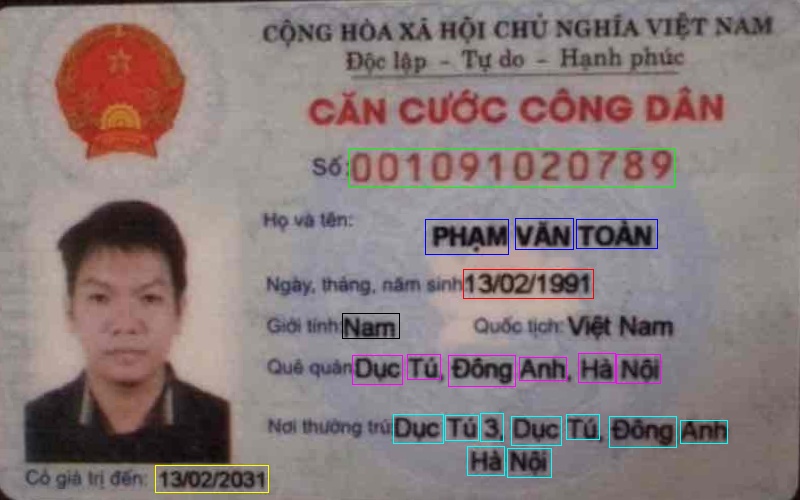 CỘNG HÒA XÃ HỘI CHỦ NGHĨA VIỆT NAM
Độc lập - Tự do - Hạnh phúc
CĂN CƯỚC CÔNG DÂN
Số: 001091020789
Họ và tên:
PHẠM VĂN TOÀN
Ngày, tháng, năm sinh: 13/02/1991
Giới tính: Nam Quốc tịch: Việt Nam
Quê quán: Dục Tú, Đông Anh, Hà Nội
Nơi thường trú: Dục Tú 3, Dục Tú, Đông Anh
Hà Nội
Có giá trị đến: 13/02/2031